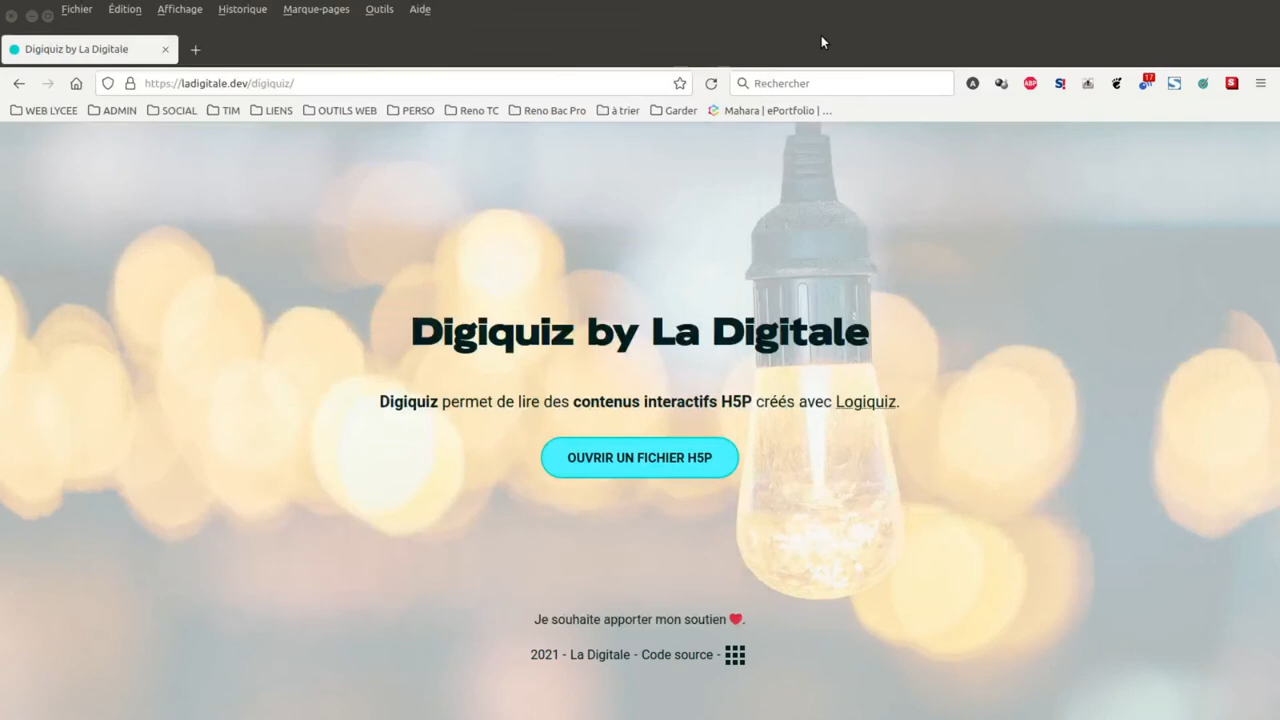 Fichier Édition Affichage Historique Marque-pages Outils Aide
Digiquiz by La Digitale
https://ladigitale.dev/digiquiz/
Rechercher
17
WEB LYCEE ADMIN SOCIAL TIM LIENS OUTILS WEB PERSO Reno TC Reno Bac Pro à trier Garder Mahara | ePortfolio | ...
Digiquiz by La Digitale
Digiquiz permet de lire des contenus interactifs H5P créés avec Logiquiz.
OUVRIR UN FICHIER H5P
Je souhaite apporter mon soutien ❤.
2021 - La Digitale - Code source -